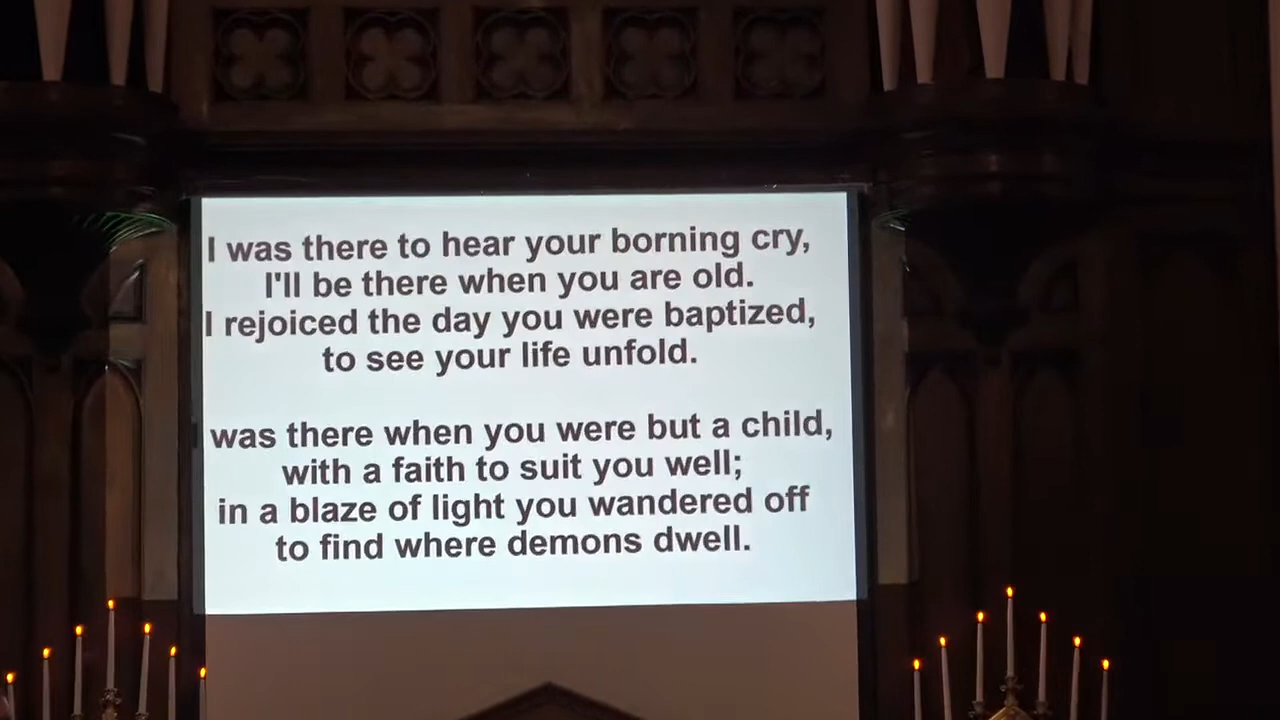 I was there to hear your borning cry,
I'll be there when you are old.
I rejoiced the day you were baptized,
to see your life unfold.
was there when you were but a child,
with a faith to suit you well;
in a blaze of light you wandered off
to find where demons dwell.